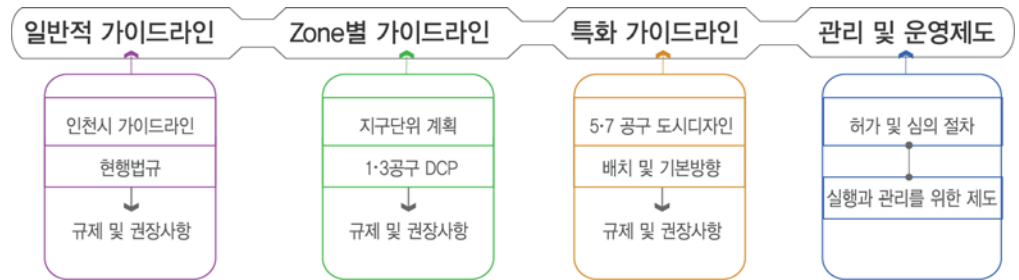 일반적 가이드라인
Zone별 가이드라인
특화 가이드라인
관리 및 운영제도
인천시 가이드라인
현행법규
규제 및 권장사항
지구단위 계획
1·3공구 DCP
규제 및 권장사항
5·7 공구 도시디자인
배치 및 기본방향
규제 및 권장사항
허가 및 심의 절차
실행과 관리를 위한 제도